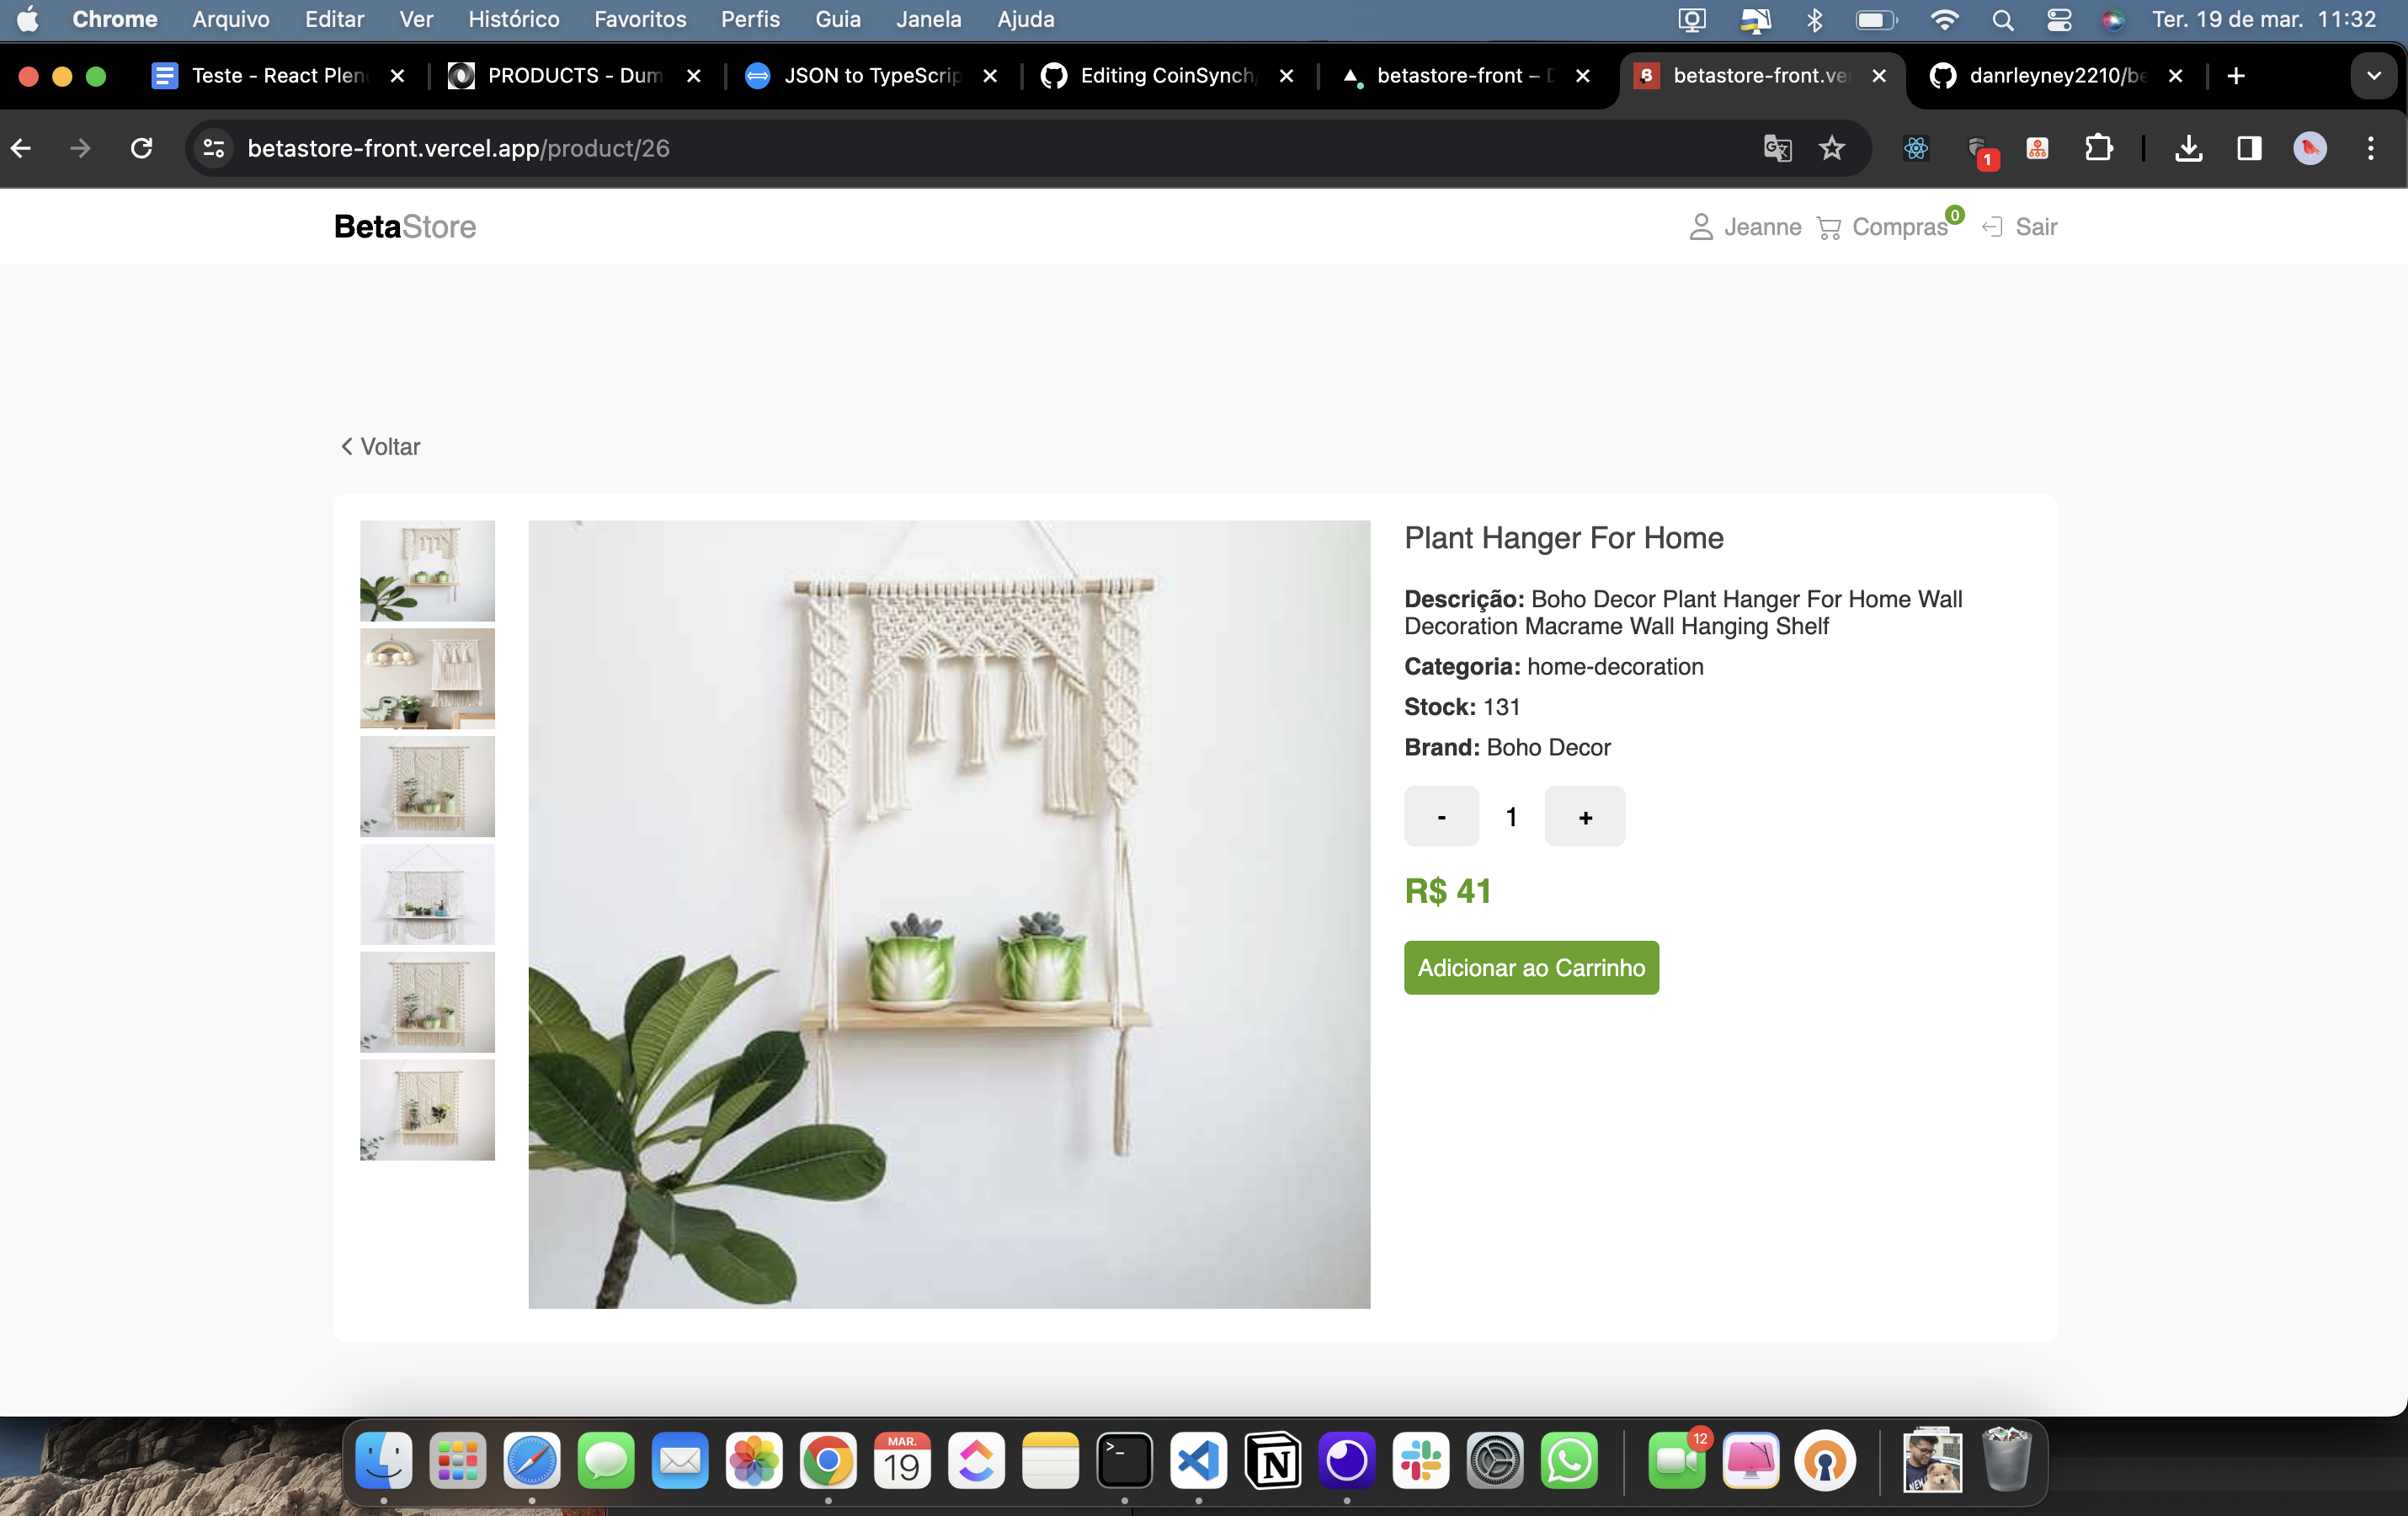 Chrome Arquivo Editar Ver Histórico Favoritos Perfis Guia Janela Ajuda Ter. 19 de mar. 11:32
Teste - React Plen PRODUCTS - Dum JSON to TypeScrip Editing CoinSynch/ betastore-front – D betastore-front.ve danrleyney2210/be
betastore-front.vercel.app/product/26
1
BetaStore Jeanne Compras 0 Sair
Voltar
Plant Hanger For Home
Descrição: Boho Decor Plant Hanger For Home Wall
Decoration Macrame Wall Hanging Shelf
Categoria: home-decoration
Stock: 131
Brand: Boho Decor
- 1 +
R$ 41
Adicionar ao Carrinho
MAR.
19
12